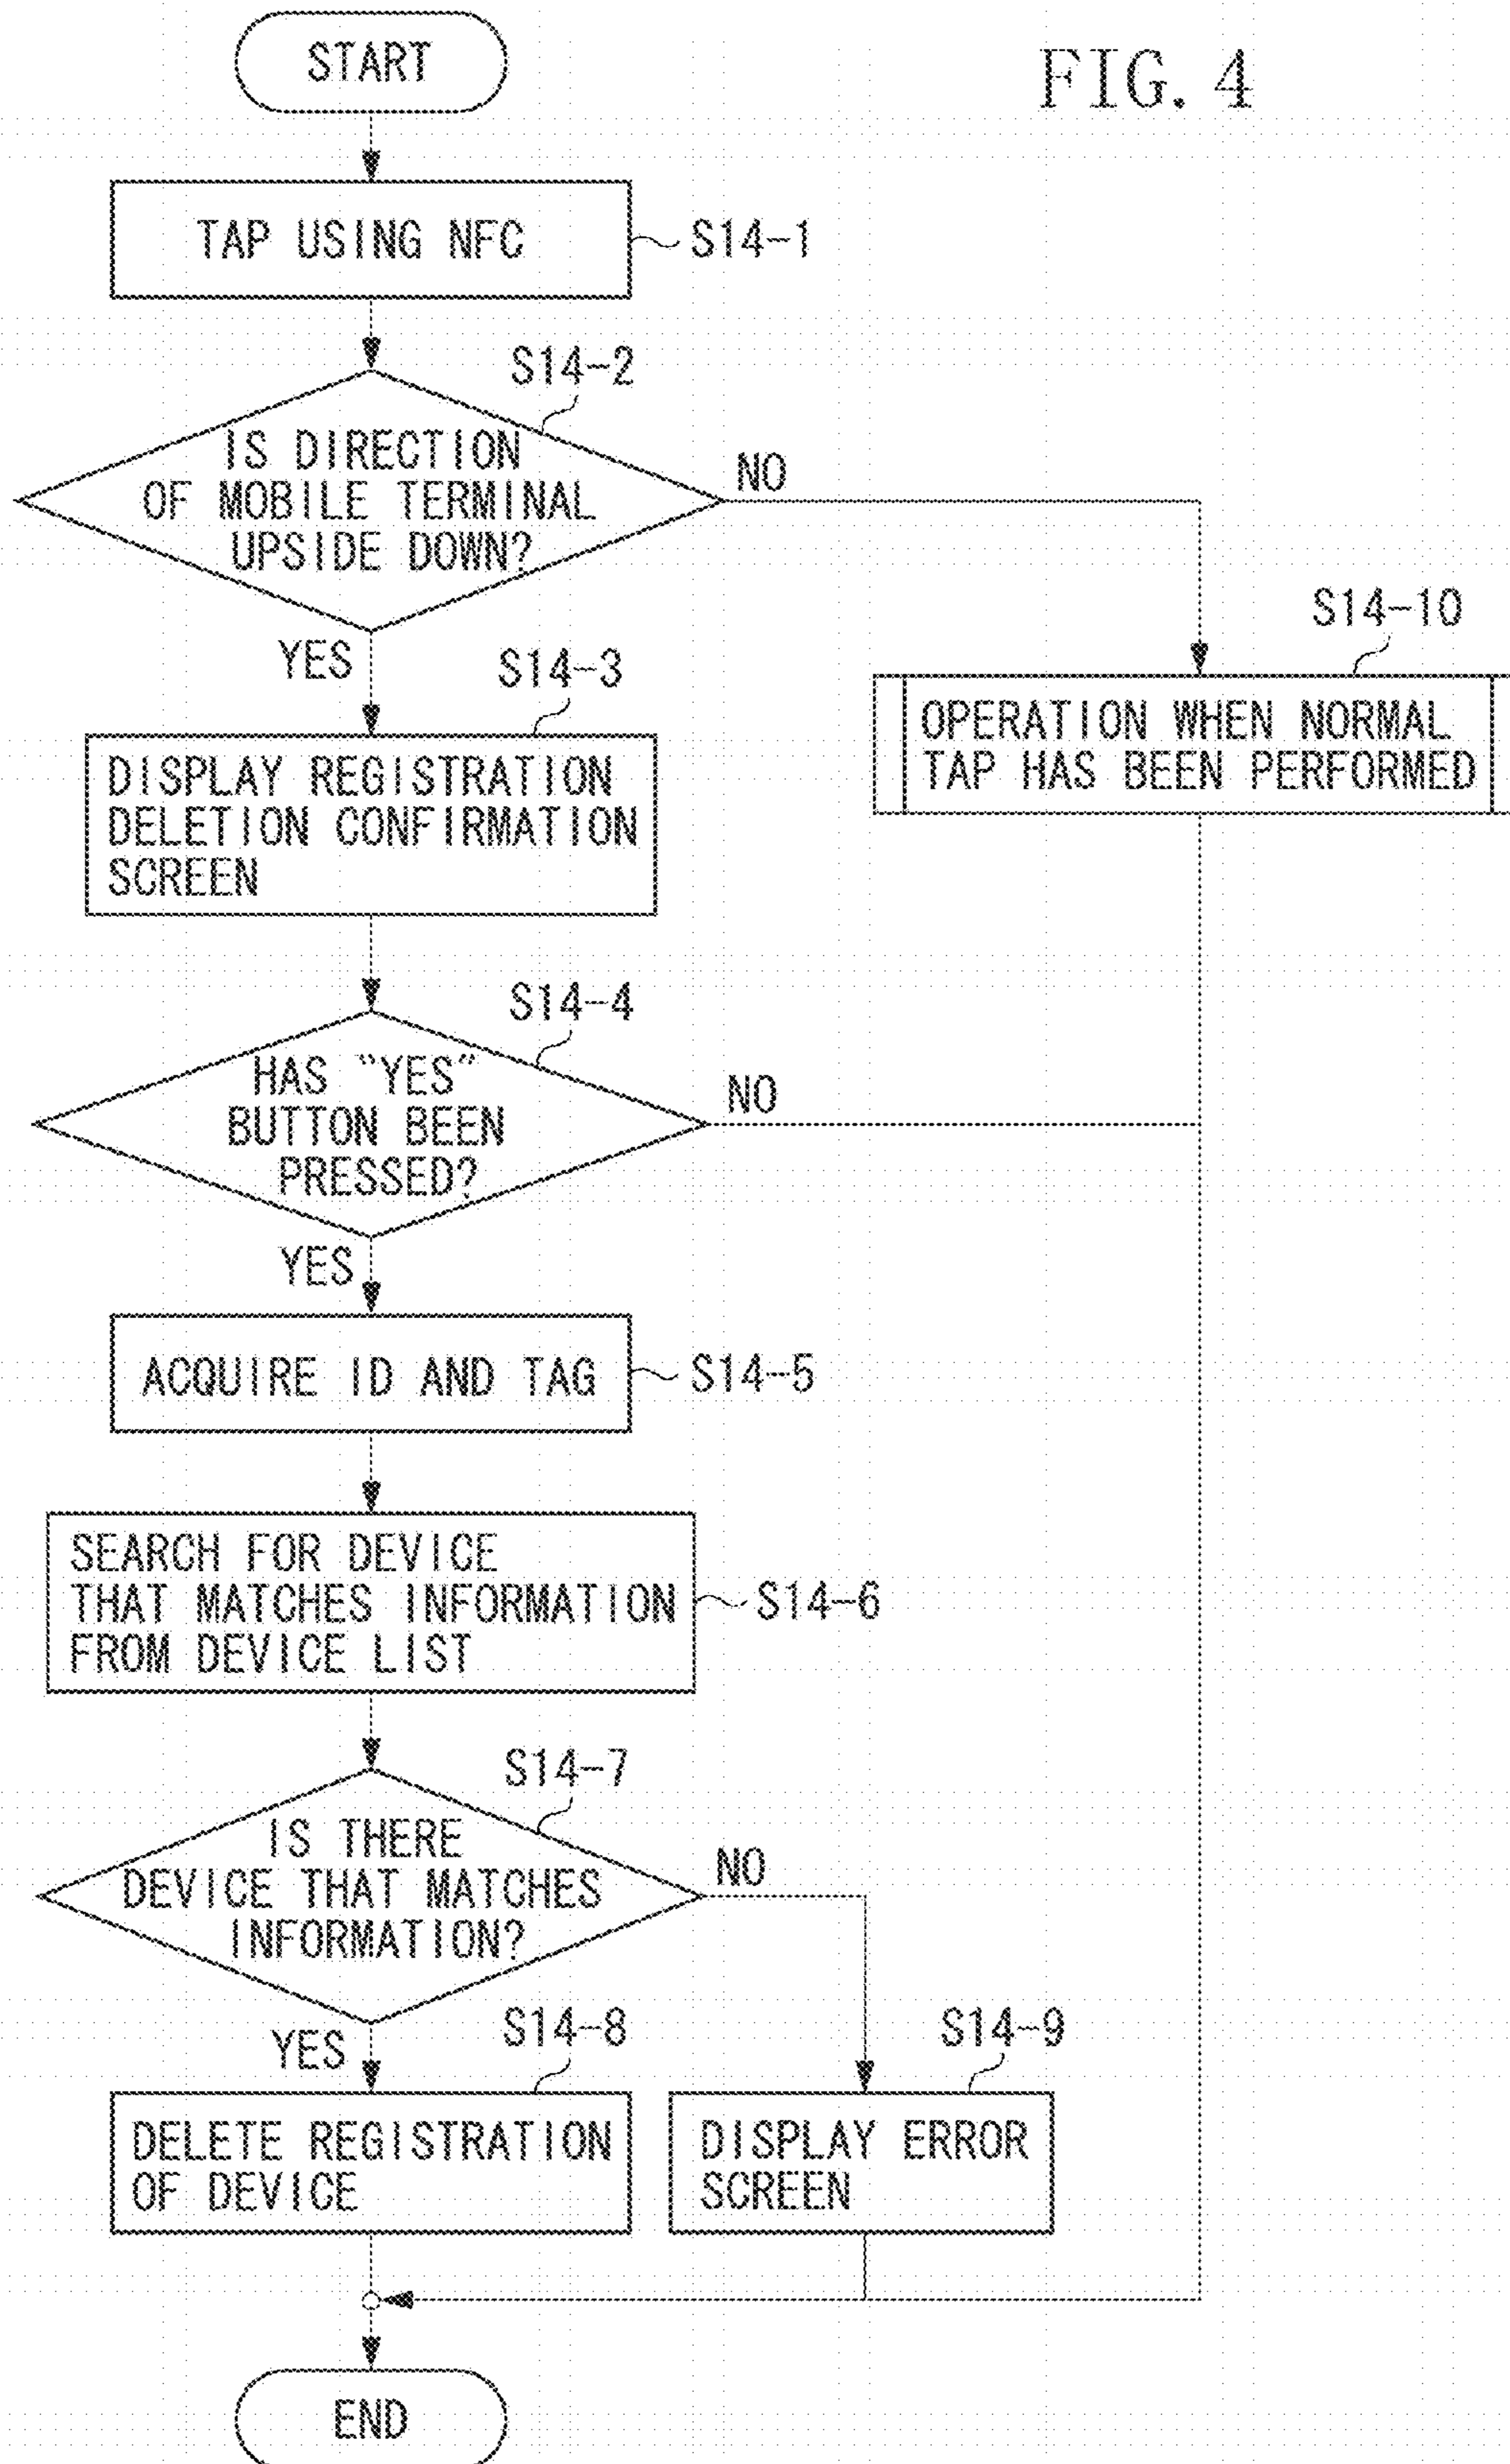 START
FIG. 4
TAP USING NFC
S14-1
S14-2
IS DIRECTION
OF MOBILE TERMINAL
UPSIDE DOWN?
NO
YES
S14-3
S14-10
OPERATION WHEN NORMAL
TAP HAS BEEN PERFORMED
DISPLAY REGISTRATION
DELETION CONFIRMATION
SCREEN
S14-4
HAS "YES"
BUTTON BEEN
PRESSED?
NO
YES
ACQUIRE ID AND TAG
S14-5
SEARCH FOR DEVICE
THAT MATCHES INFORMATION
FROM DEVICE LIST
S14-6
S14-7
IS THERE
DEVICE THAT MATCHES
INFORMATION?
NO
YES
S14-8
S14-9
DELETE REGISTRATION
OF DEVICE
DISPLAY ERROR
SCREEN
END